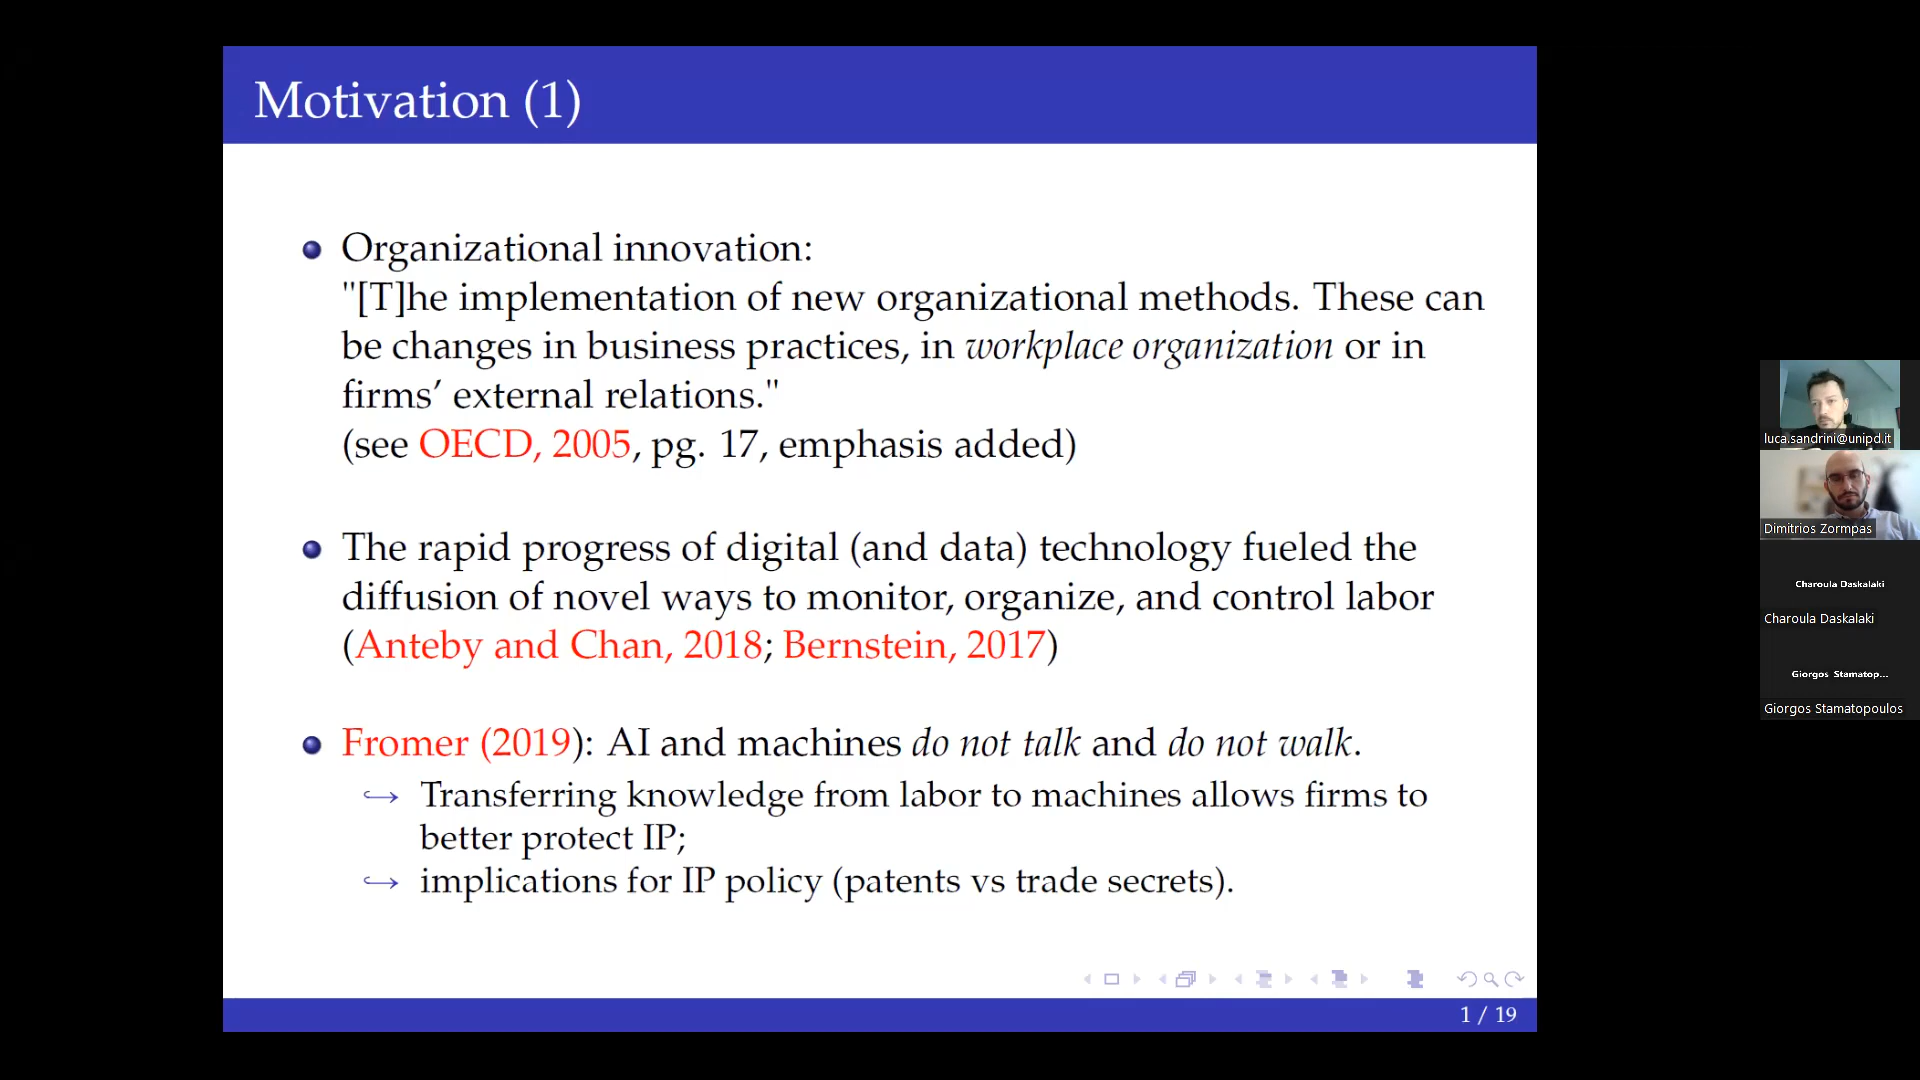 Motivation (1)
Organizational innovation:
"[T]he implementation of new organizational methods. These can
be changes in business practices, in workplace organization or in
firms’ external relations."
(see OECD, 2005, pg. 17, emphasis added)
The rapid progress of digital (and data) technology fueled the
diffusion of novel ways to monitor, organize, and control labor
(Anteby and Chan, 2018; Bernstein, 2017)
Fromer (2019): AI and machines do not talk and do not walk.
↪ Transferring knowledge from labor to machines allows firms to
better protect IP;
↪ implications for IP policy (patents vs trade secrets).
1 / 19
luca.sandrini@unipd.it
Dimitrios Zormpas
Charoula Daskalaki
Charoula Daskalaki
Giorgos Stamatop...
Giorgos Stamatopoulos